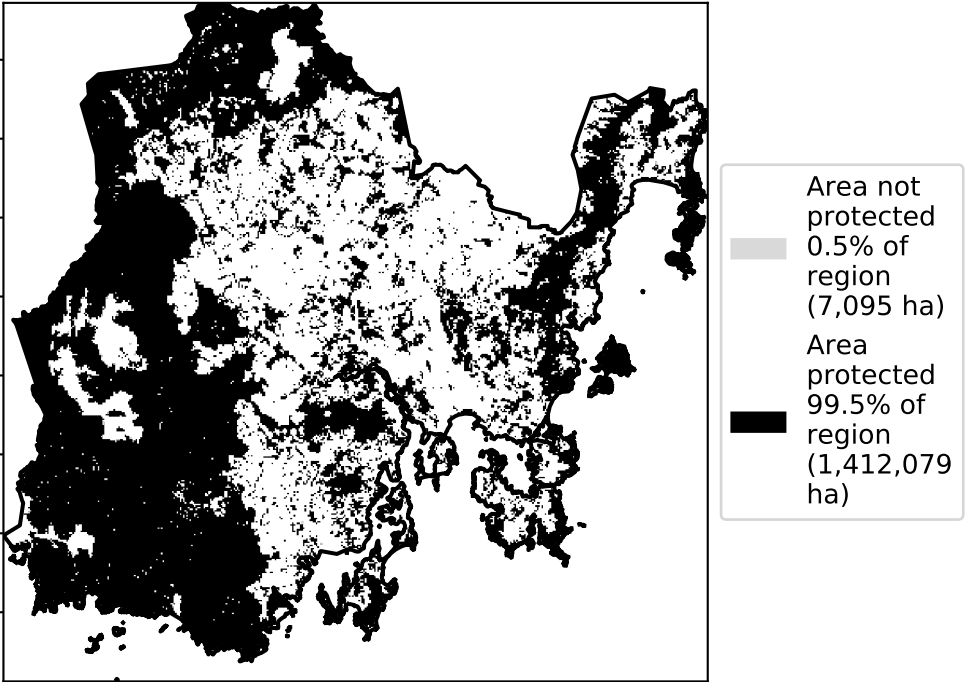 Area not
protected
0.5% of
region
(7,095 ha)
Area
protected
99.5% of
region
(1,412,079
ha)